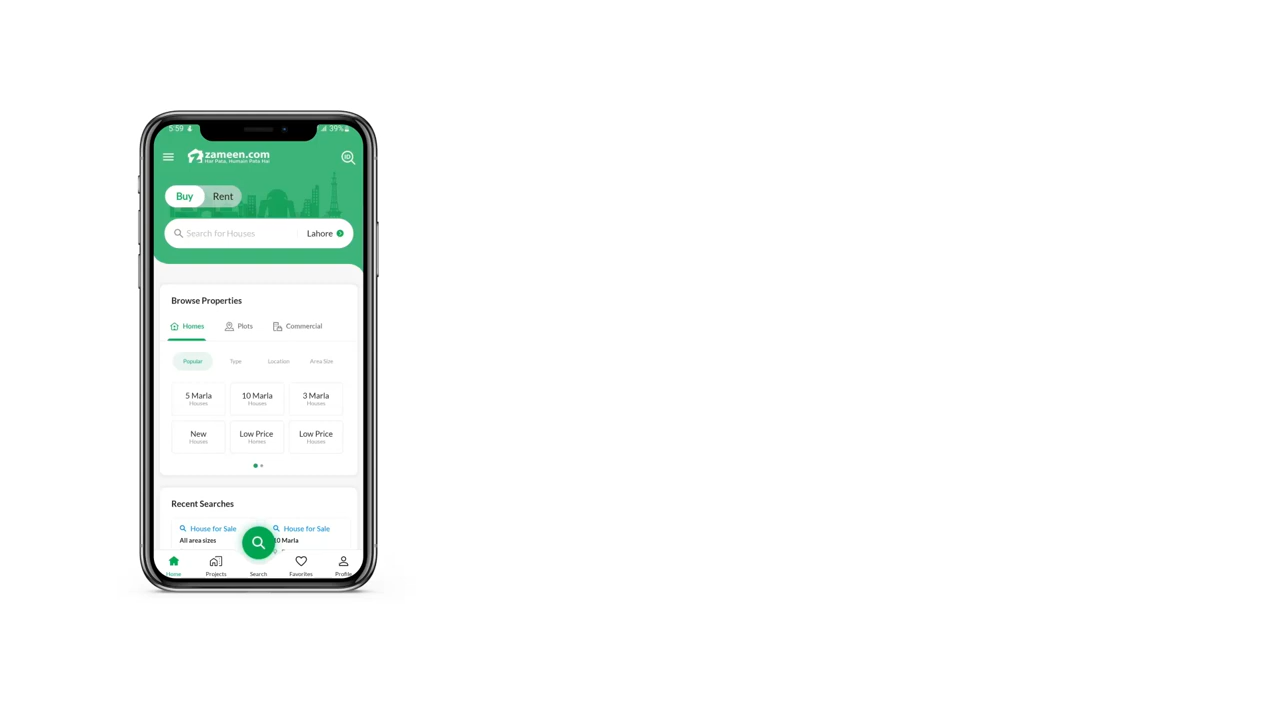 5:59 39%
zameen.com
Har Pata, Humain Pata Hai
ID
Buy Rent
Search for Houses Lahore
Browse Properties
Homes Plots Commercial
Popular Type Location Area Size
5 Marla 10 Marla 3 Marla
Houses Houses Houses
New Low Price Low Price
Houses Homes Houses
Recent Searches
House for Sale House for Sale
All area sizes 10 Marla
Home Projects Search Favorites Profile